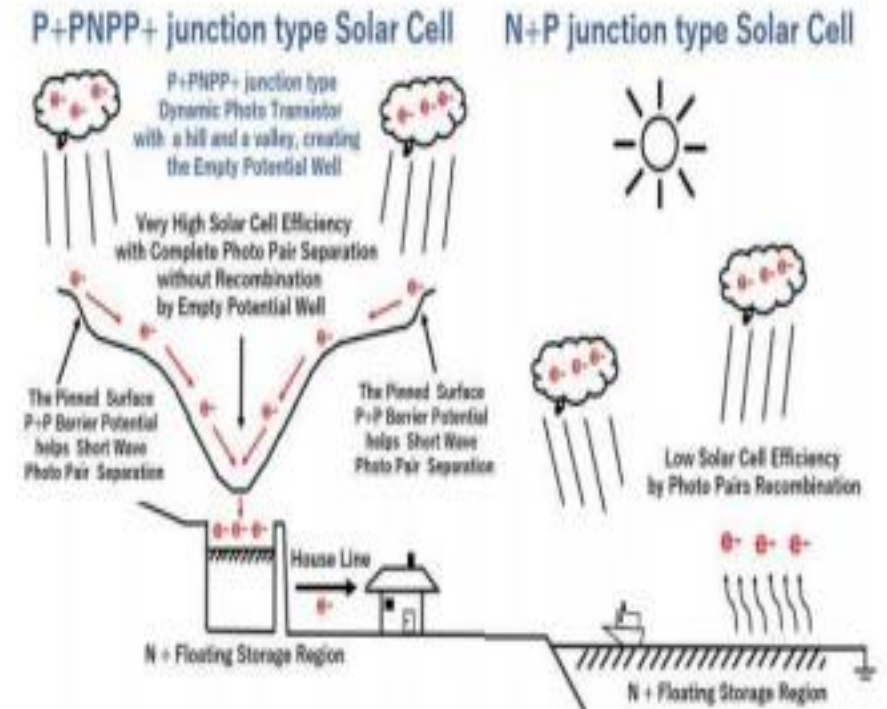 P+PNPP+ junction type Solar Cell
P+PNPP+ junction type
Dynamic Photo Transistor
with a hill and a valley, creating
the Empty Potential Well
e- e- e-
e- e- e-
Very High Solar Cell Efficiency
with Complete Photo Pair Separation
without Recombination
by Empty Potential Well
e-
e-
e-
e-
e-
e-
The Pinned Surface
P+P Barrier Potential
helps Short Wave
Photo Pair Separation
The Pinned Surface
P+P Barrier Potential
helps Short Wave
Photo Pair Separation
e- e- e-
House Line
e-
N + Floating Storage Region
N+P junction type Solar Cell
e- e- e-
e- e- e-
Low Solar Cell Efficiency
by Photo Pairs Recombination
e- e- e-
N + Floating Storage Region